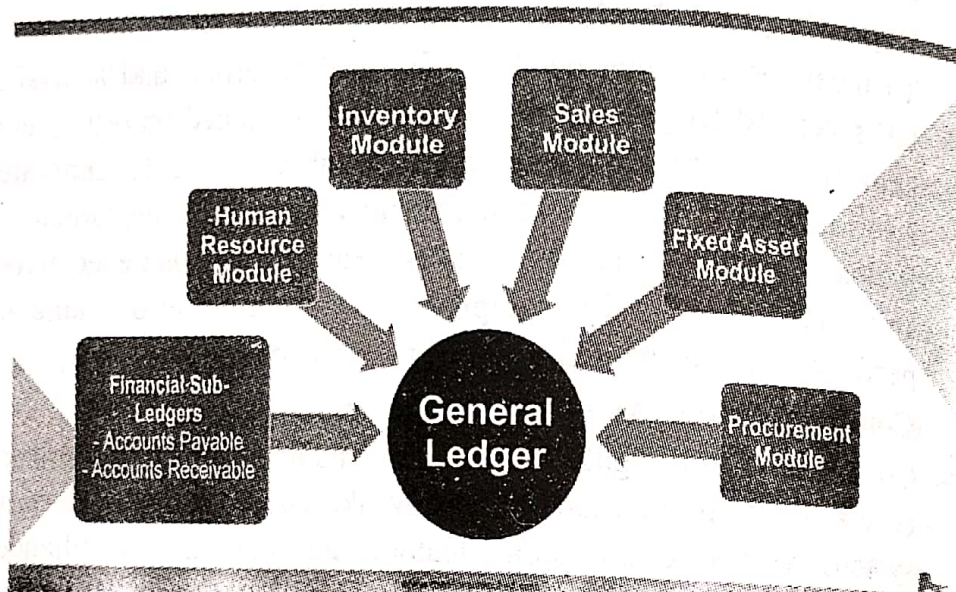 Inventory
Module
Sales
Module
Human
Resource
Module
Fixed Asset
Module
Financial Sub-
Ledgers
- Accounts Payable
- Accounts Receivable
General
Ledger
Procurement
Module